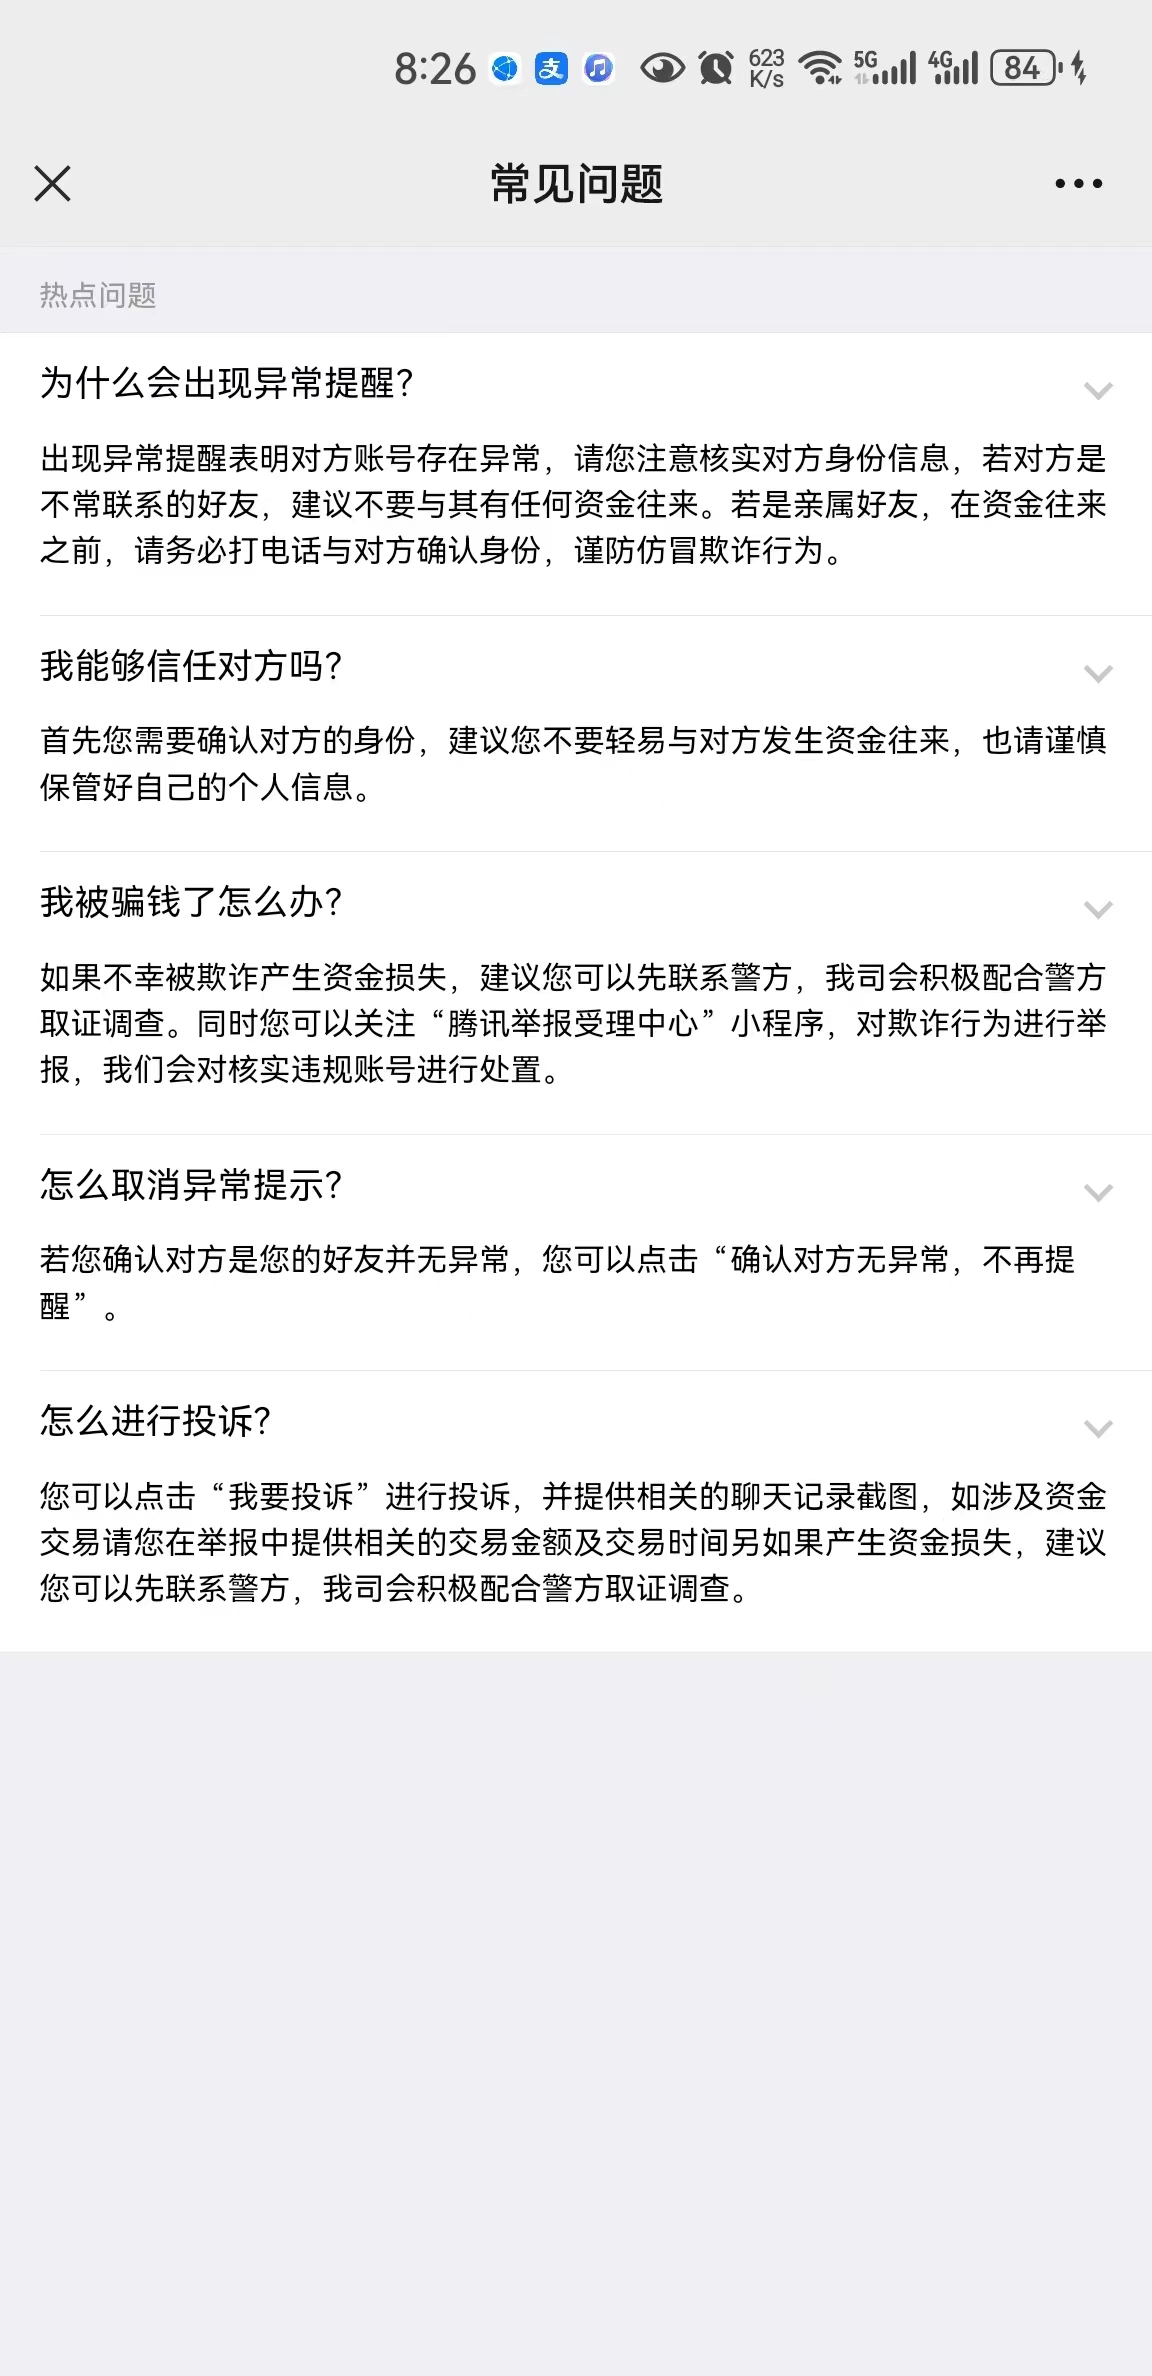 8:26 支 623 K/s 5G 4G 84
常见问题
热点问题
为什么会出现异常提醒？
出现异常提醒表明对方账号存在异常，请您注意核实对方身份信息，若对方是
不常联系的好友，建议不要与其有任何资金往来。若是亲属好友，在资金往来
之前，请务必打电话与对方确认身份，谨防仿冒欺诈行为。
我能够信任对方吗？
首先您需要确认对方的身份，建议您不要轻易与对方发生资金往来，也请谨慎
保管好自己的个人信息。
我被骗钱了怎么办？
如果不幸被欺诈产生资金损失，建议您可以先联系警方，我司会积极配合警方
取证调查。同时您可以关注“腾讯举报受理中心”小程序，对欺诈行为进行举
报，我们会对核实违规账号进行处置。
怎么取消异常提示？
若您确认对方是您的好友并无异常，您可以点击“确认对方无异常，不再提
醒”。
怎么进行投诉？
您可以点击“我要投诉”进行投诉，并提供相关的聊天记录截图，如涉及资金
交易请您在举报中提供相关的交易金额及交易时间另如果产生资金损失，建议
您可以先联系警方，我司会积极配合警方取证调查。